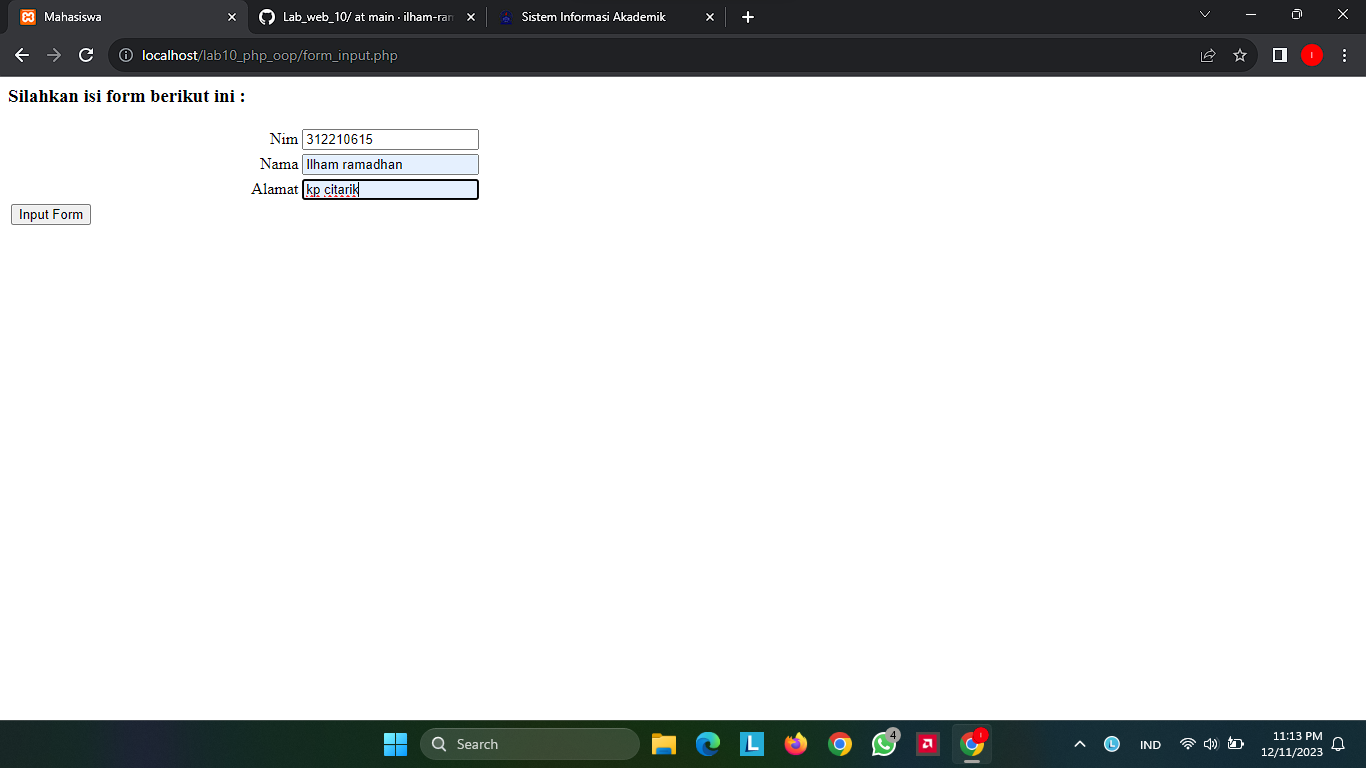 Mahasiswa
Lab_web_10/ at main · ilham-ran
Sistem Informasi Akademik
localhost/lab10_php_oop/form_input.php
Silahkan isi form berikut ini :
Nim 312210615
Nama Ilham ramadhan
Alamat kp citarik
Input Form
Search
4
L
L
IND
11:13 PM
12/11/2023